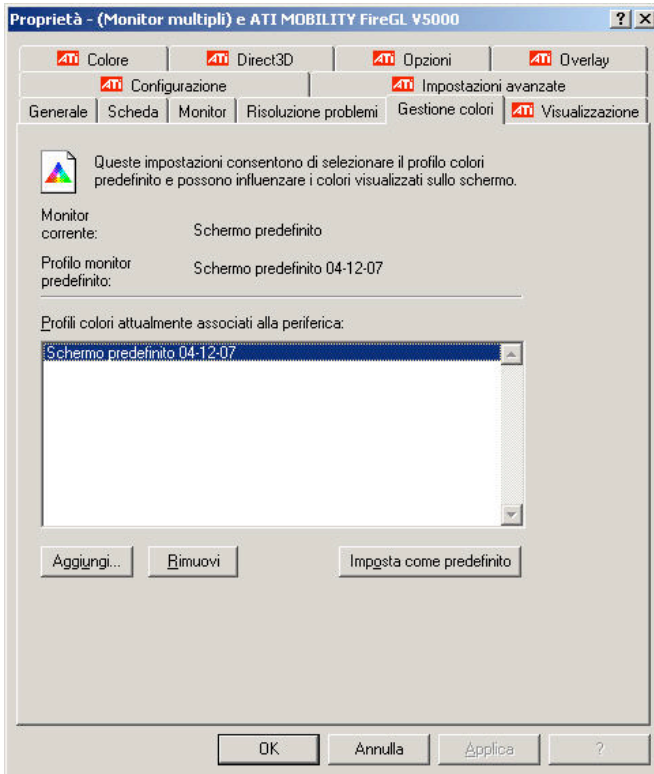 Proprietà - (Monitor multipli) e ATI MOBILITY FireGL V5000
ATI Colore
ATI Direct3D
ATI Opzioni
ATI Overlay
ATI Configurazione
ATI Impostazioni avanzate
Generale
Scheda
Monitor
Risoluzione problemi
Gestione colori
ATI Visualizzazione
Queste impostazioni consentono di selezionare il profilo colori
predefinito e possono influenzare i colori visualizzati sullo schermo.
Monitor
corrente:
Schermo predefinito
Profilo monitor
predefinito:
Schermo predefinito 04-12-07
Profili colori attualmente associati alla periferica:
Schermo predefinito 04-12-07
Aggiungi...
Rimuovi
Imposta come predefinito
OK
Annulla
Applica
?